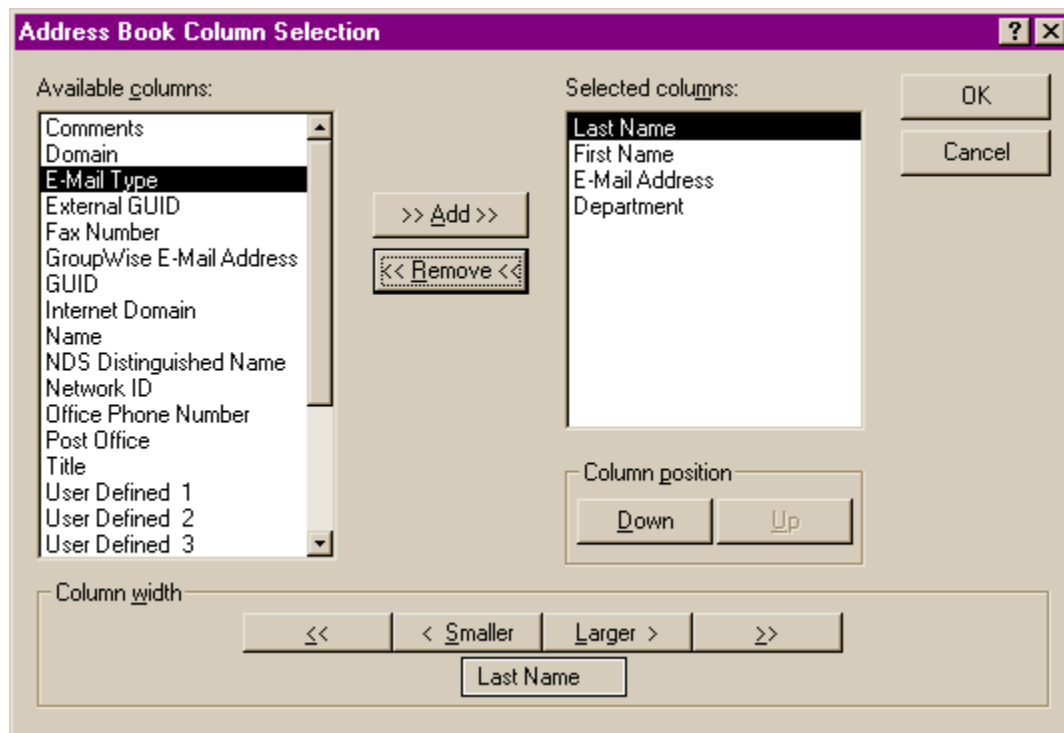 Address Book Column Selection
? X
Available columns:
Comments
Domain
E-Mail Type
External GUID
Fax Number
GroupWise E-Mail Address
GUID
Internet Domain
Name
NDS Distinguished Name
Network ID
Office Phone Number
Post Office
Title
User Defined 1
User Defined 2
User Defined 3
>> Add >>
<< Remove <<
Selected columns:
Last Name
First Name
E-Mail Address
Department
OK
Cancel
Column position
Down
Up
Column width
<<
< Smaller
Larger >
>>
Last Name